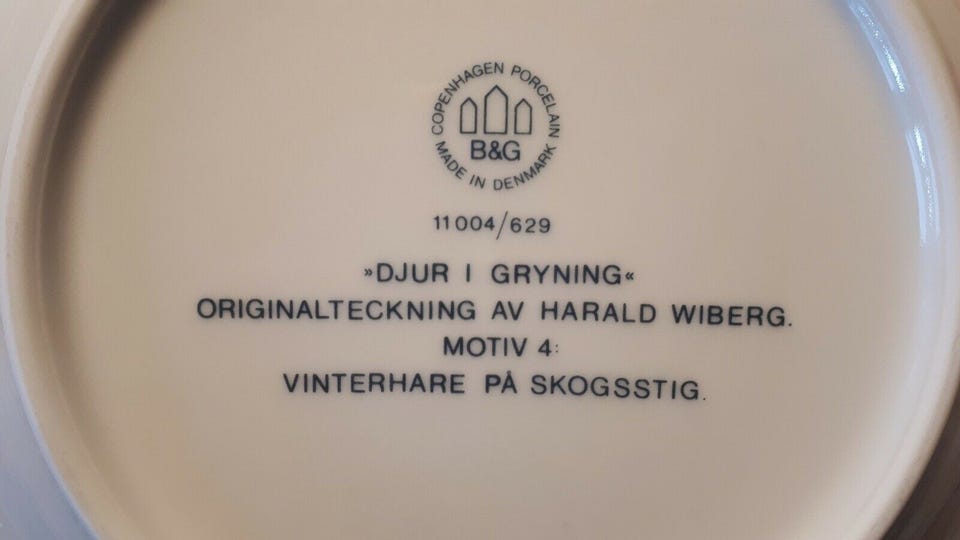 COPENHAGEN PORCELAIN
B&G
MADE IN DENMARK
11004/629
»DJUR I GRYNING«
ORIGINALTECKNING AV HARALD WIBERG.
MOTIV 4:
VINTERHARE PÅ SKOGSSTIG.